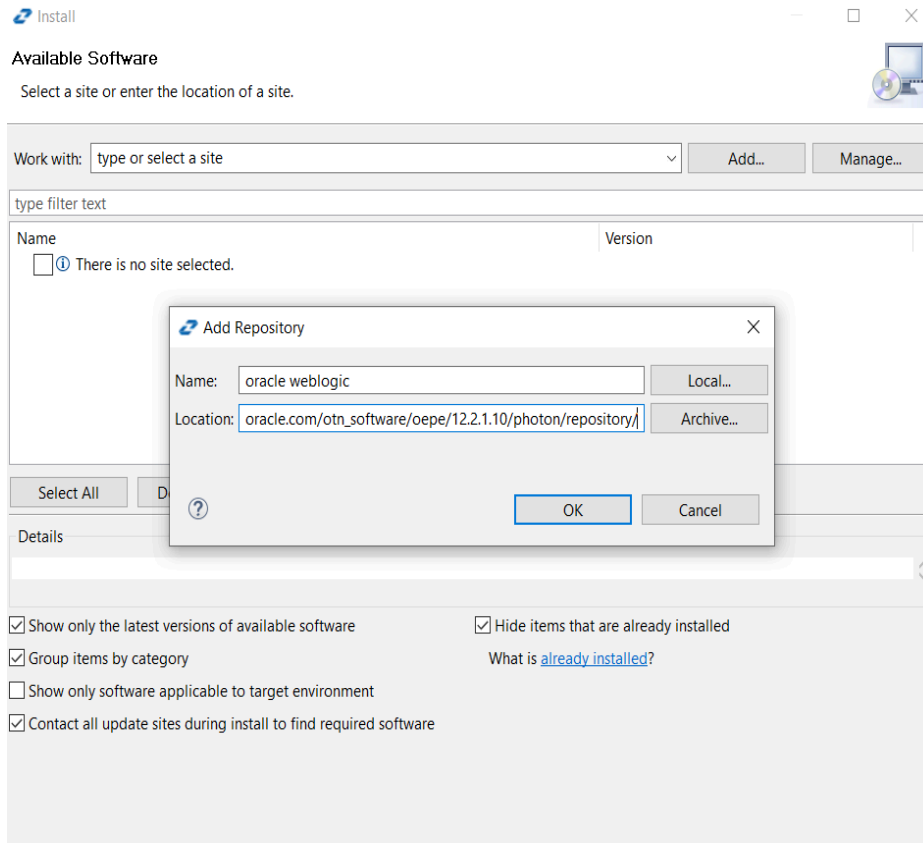 Install
Available Software
Select a site or enter the location of a site.
Work with: type or select a site Add... Manage...
type filter text
Name Version
There is no site selected.
Add Repository
Name: oracle weblogic Local...
Location: oracle.com/otn_software/oepe/12.2.1.10/photon/repository/ Archive...
Select All
OK Cancel
Details
Show only the latest versions of available software Hide items that are already installed
Group items by category What is already installed?
Show only software applicable to target environment
Contact all update sites during install to find required software